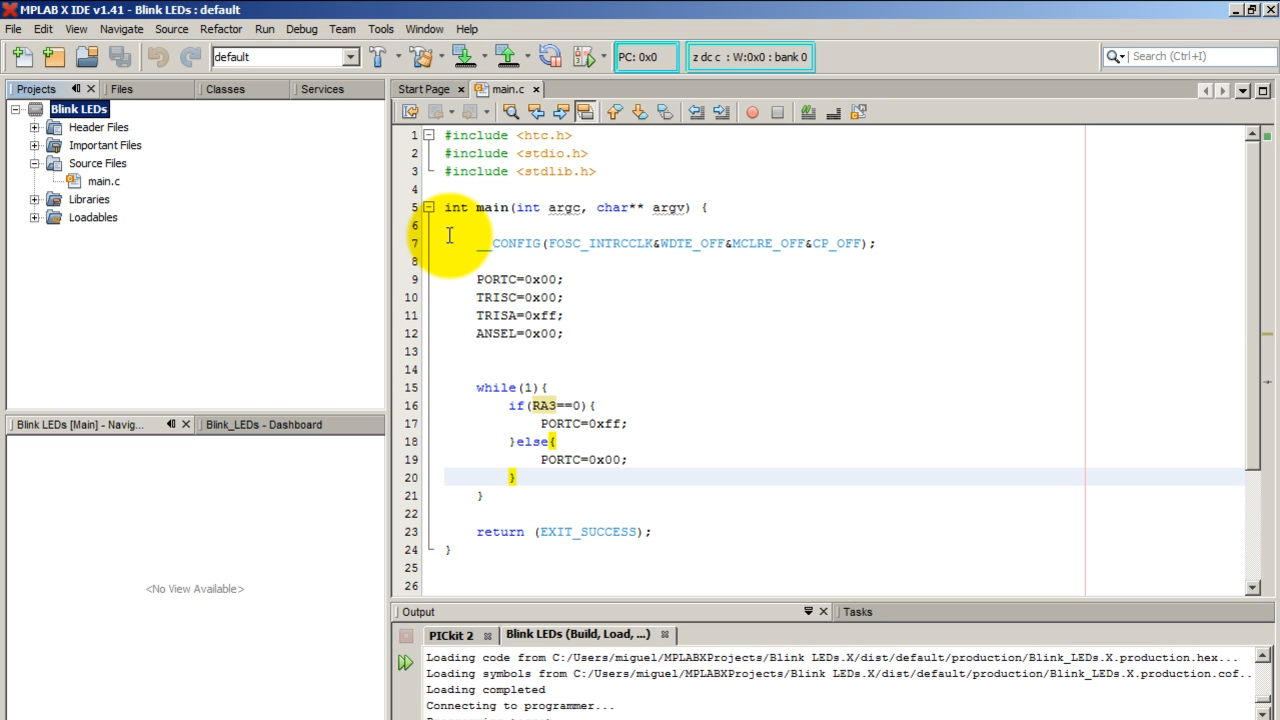 MPLAB X IDE v1.41 - Blink LEDs : default
File Edit View Navigate Source Refactor Run Debug Team Tools Window Help
default
PC: 0x0
z dc c : W:0x0 : bank 0
Search (Ctrl+I)
Projects
Files
Classes
Services
Blink LEDs
Header Files
Important Files
Source Files
main.c
Libraries
Loadables
Blink LEDs [Main] - Navig...
Blink_LEDs - Dashboard
<No View Available>
Start Page
main.c
1 #include <htc.h>
2 #include <stdio.h>
3 #include <stdlib.h>
4
5 int main(int argc, char** argv) {
6
7 __CONFIG(FOSC_INTRCCLK&WDTE_OFF&MCLRE_OFF&CP_OFF);
8
9 PORTC=0x00;
10 TRISC=0x00;
11 TRISA=0xff;
12 ANSEL=0x00;
13
14
15 while(1){
16 if(RA3==0){
17 PORTC=0xff;
18 }else{
19 PORTC=0x00;
20 }
21 }
22
23 return (EXIT_SUCCESS);
24 }
25
26
Output
Tasks
PICkit 2
Blink LEDs (Build, Load, ...)
Loading code from C:/Users/miguel/MPLABXProjects/Blink LEDs.X/dist/default/production/Blink_LEDs.X.production.hex...
Loading symbols from C:/Users/miguel/MPLABXProjects/Blink LEDs.X/dist/default/production/Blink_LEDs.X.production.cof..
Loading completed
Connecting to programmer...